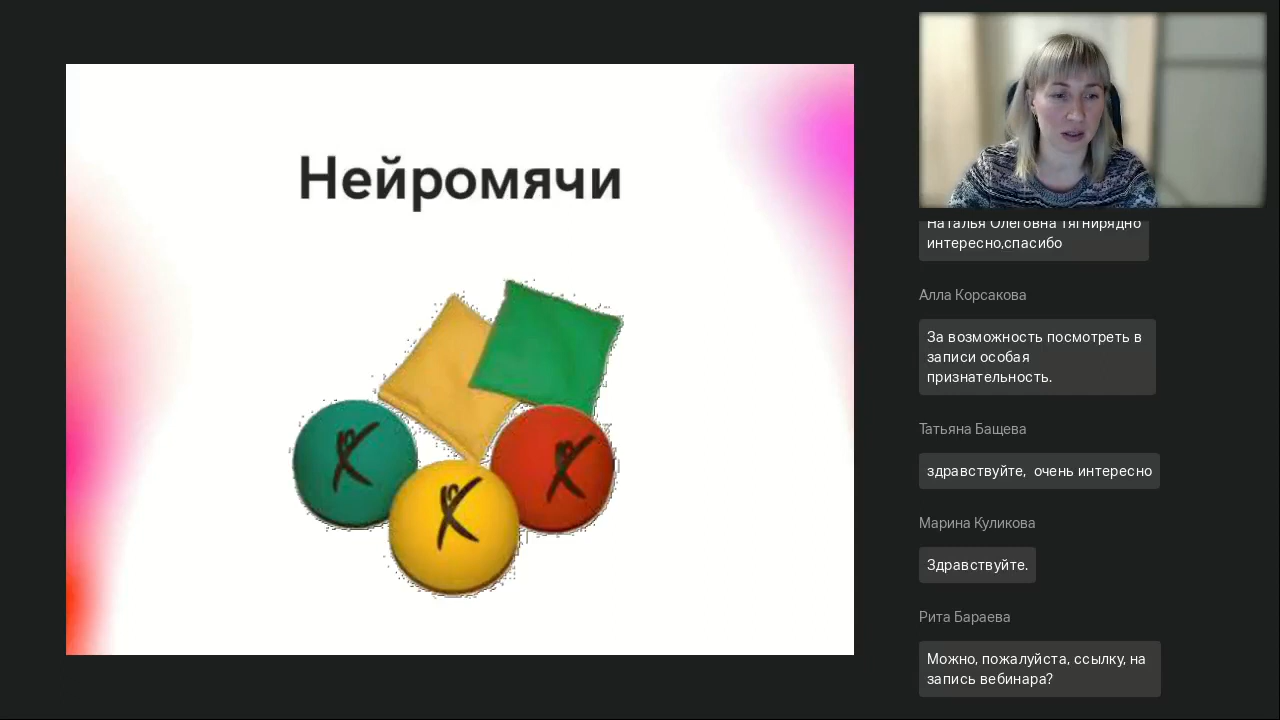 Нейромячи
Наталья Олеговна
интересно,спасибо
Алла Корсакова
За возможность посмотреть в
записи особая
признательность.
Татьяна Бащева
здравствуйте, очень интересно
Марина Куликова
Здравствуйте.
Рита Бараева
Можно, пожалуйста, ссылку, на
запись вебинара?